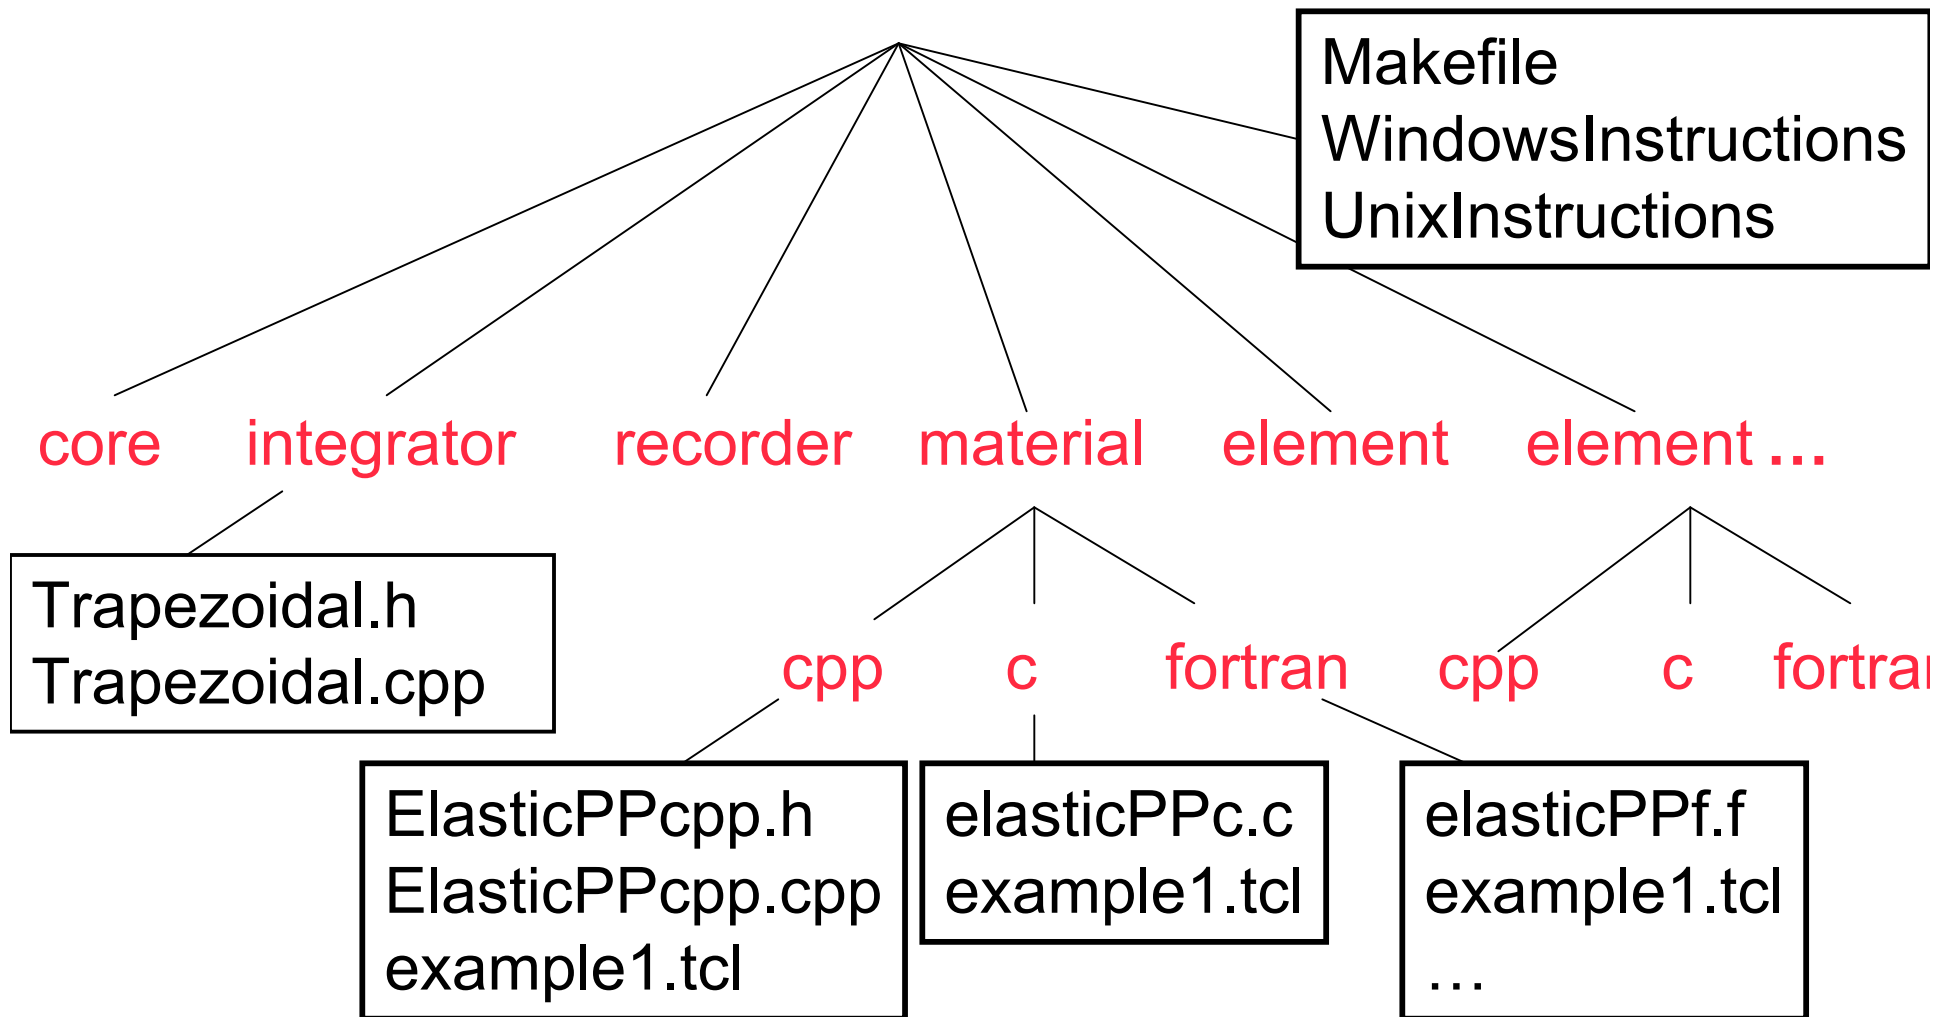 Makefile
WindowsInstructions
UnixInstructions
core integrator recorder material element element ...
Trapezoidal.h
Trapezoidal.cpp
cpp c fortran cpp c
ElasticPPcpp.h
ElasticPPcpp.cpp
example1.tcl
elasticPPc.c
example1.tcl
elasticPPf.f
example1.tcl
…